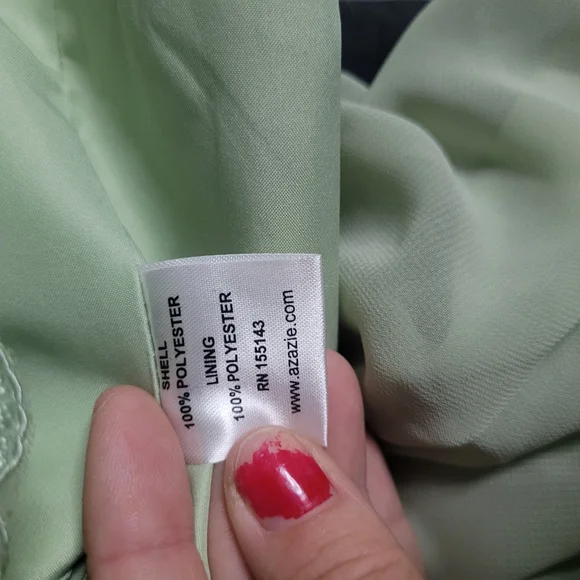 SHELL
100% POLYESTER
LINING
100% POLYESTER
RN 155143
www.azazie.com